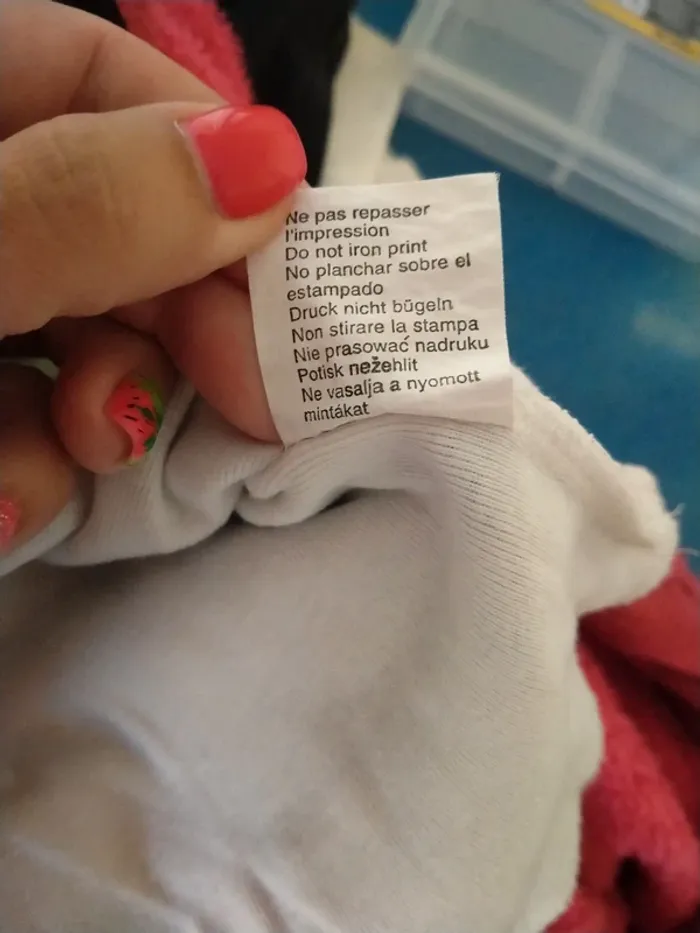 Ne pas repasser
l'impression
Do not iron print
No planchar sobre el
estampado
Druck nicht bügeln
Non stirare la stampa
Nie prasować nadruku
Potisk nežehlit
Ne vasalja a nyomott
mintákat